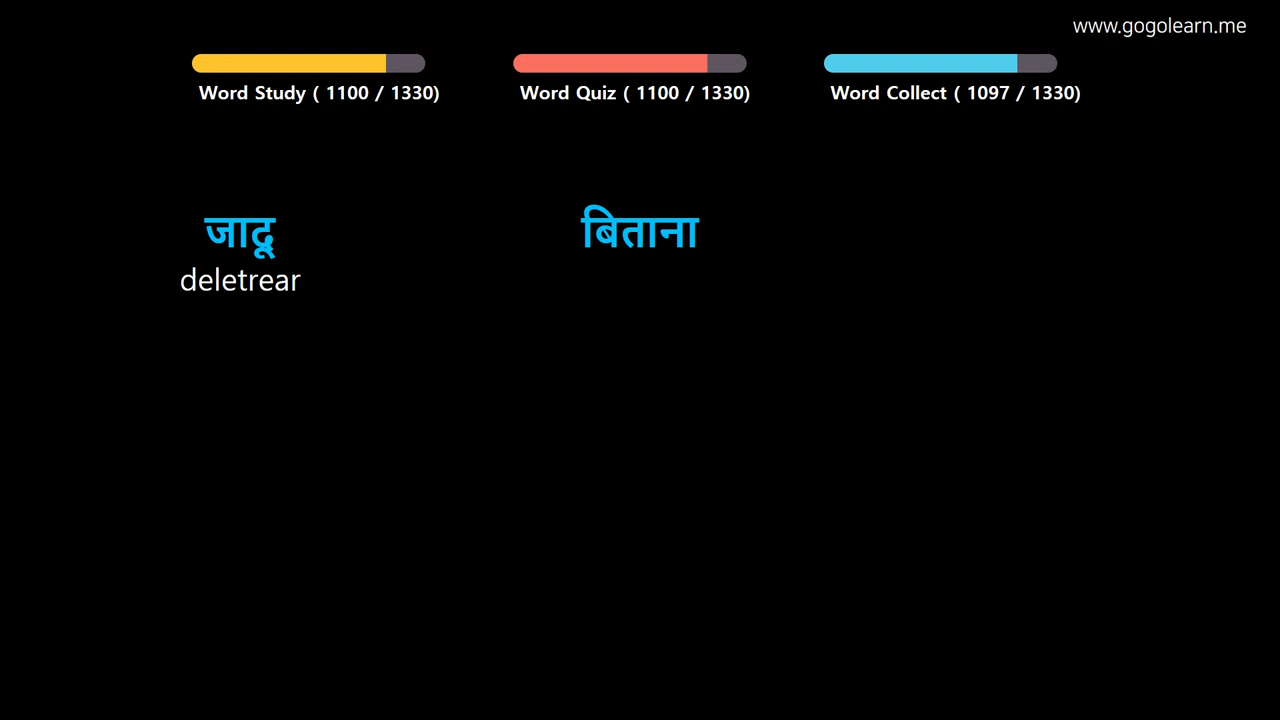 www.gogolearn.me
Word Study ( 1100 / 1330)
Word Quiz ( 1100 / 1330)
Word Collect ( 1097 / 1330)
जादू
deletrear
बिताना